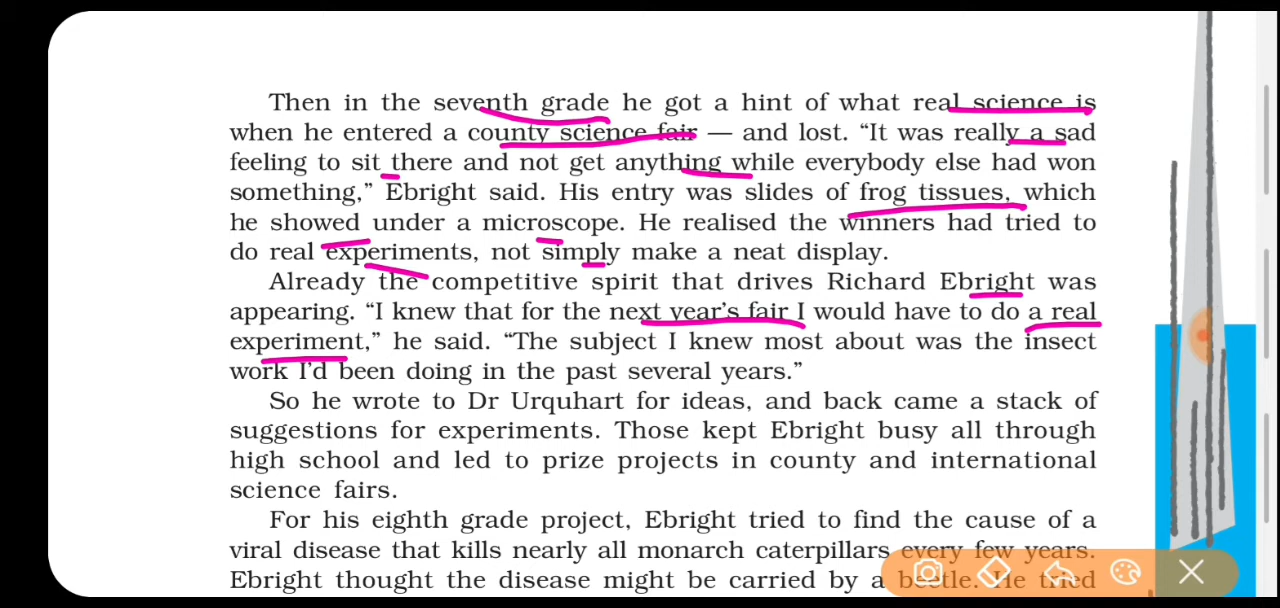 Then in the seventh grade he got a hint of what real science is
when he entered a county science fair — and lost. “It was really a sad
feeling to sit there and not get anything while everybody else had won
something,” Ebright said. His entry was slides of frog tissues, which
he showed under a microscope. He realised the winners had tried to
do real experiments, not simply make a neat display.
Already the competitive spirit that drives Richard Ebright was
appearing. “I knew that for the next year’s fair I would have to do a real
experiment,” he said. “The subject I knew most about was the insect
work I’d been doing in the past several years.”
So he wrote to Dr Urquhart for ideas, and back came a stack of
suggestions for experiments. Those kept Ebright busy all through
high school and led to prize projects in county and international
science fairs.
For his eighth grade project, Ebright tried to find the cause of a
viral disease that kills nearly all monarch caterpillars every few years.
Ebright thought the disease might be carried by a beetle. He tried